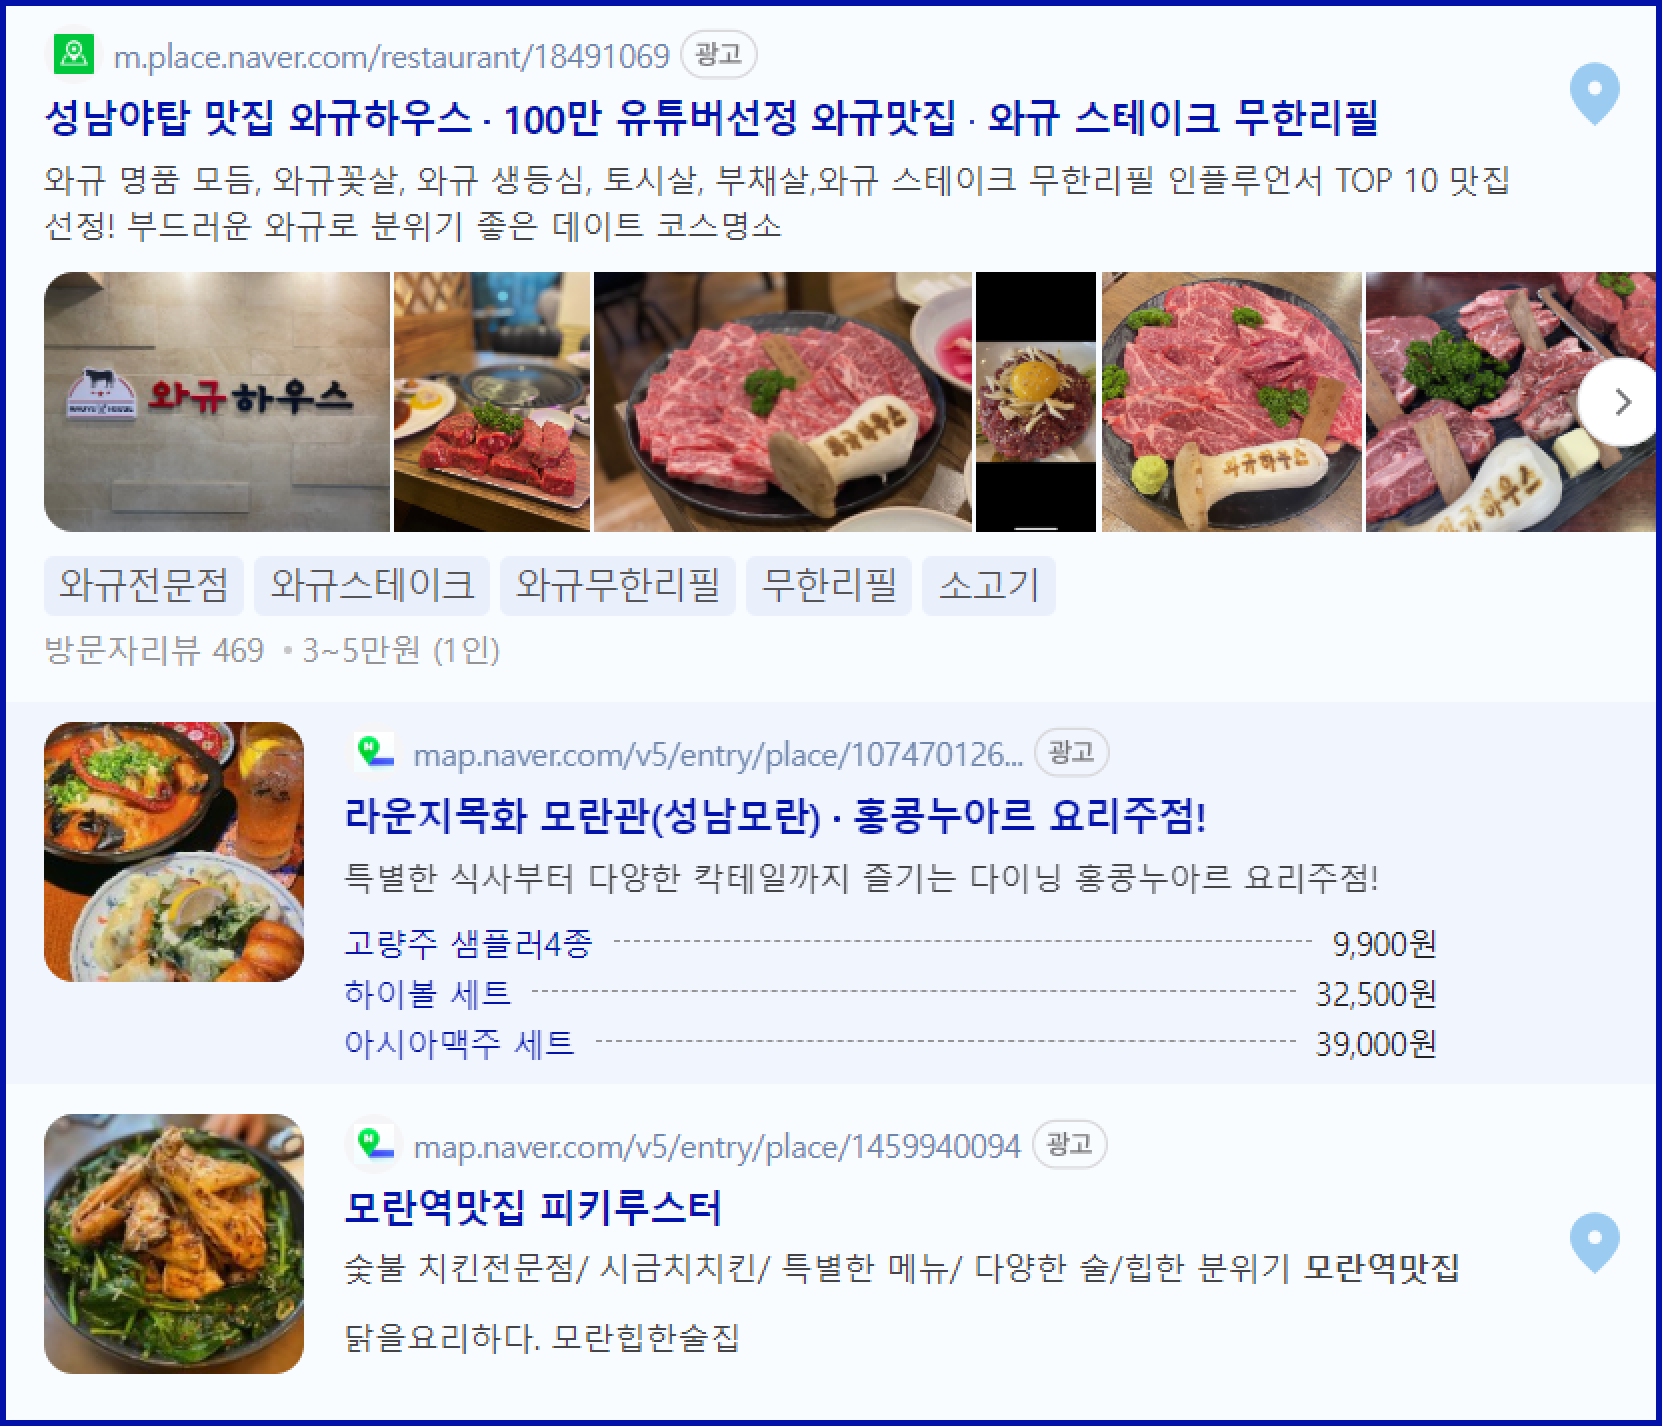 m.place.naver.com/restaurant/18491069 광고
성남야탑 맛집 와규하우스 · 100만 유튜버선정 와규맛집 · 와규 스테이크 무한리필
와규 명품 모듬, 와규꽃살, 와규 생등심, 토시살, 부채살,와규 스테이크 무한리필 인플루언서 TOP 10 맛집
선정! 부드러운 와규로 분위기 좋은 데이트 코스명소
와규하우스
와규하우스
와규하우스
와규하우스
와규전문점 와규스테이크 와규무한리필 무한리필 소고기
방문자리뷰 469 • 3~5만원 (1인)
map.naver.com/v5/entry/place/107470126... 광고
라운지목화 모란관(성남모란) · 홍콩누아르 요리주점!
특별한 식사부터 다양한 칵테일까지 즐기는 다이닝 홍콩누아르 요리주점!
고량주 샘플러4종 9,900원
하이볼 세트 32,500원
아시아맥주 세트 39,000원
map.naver.com/v5/entry/place/1459940094 광고
모란역맛집 피키루스터
숯불 치킨전문점/ 시금치치킨/ 특별한 메뉴/ 다양한 술/힙한 분위기 모란역맛집
닭을요리하다. 모란힙한술집